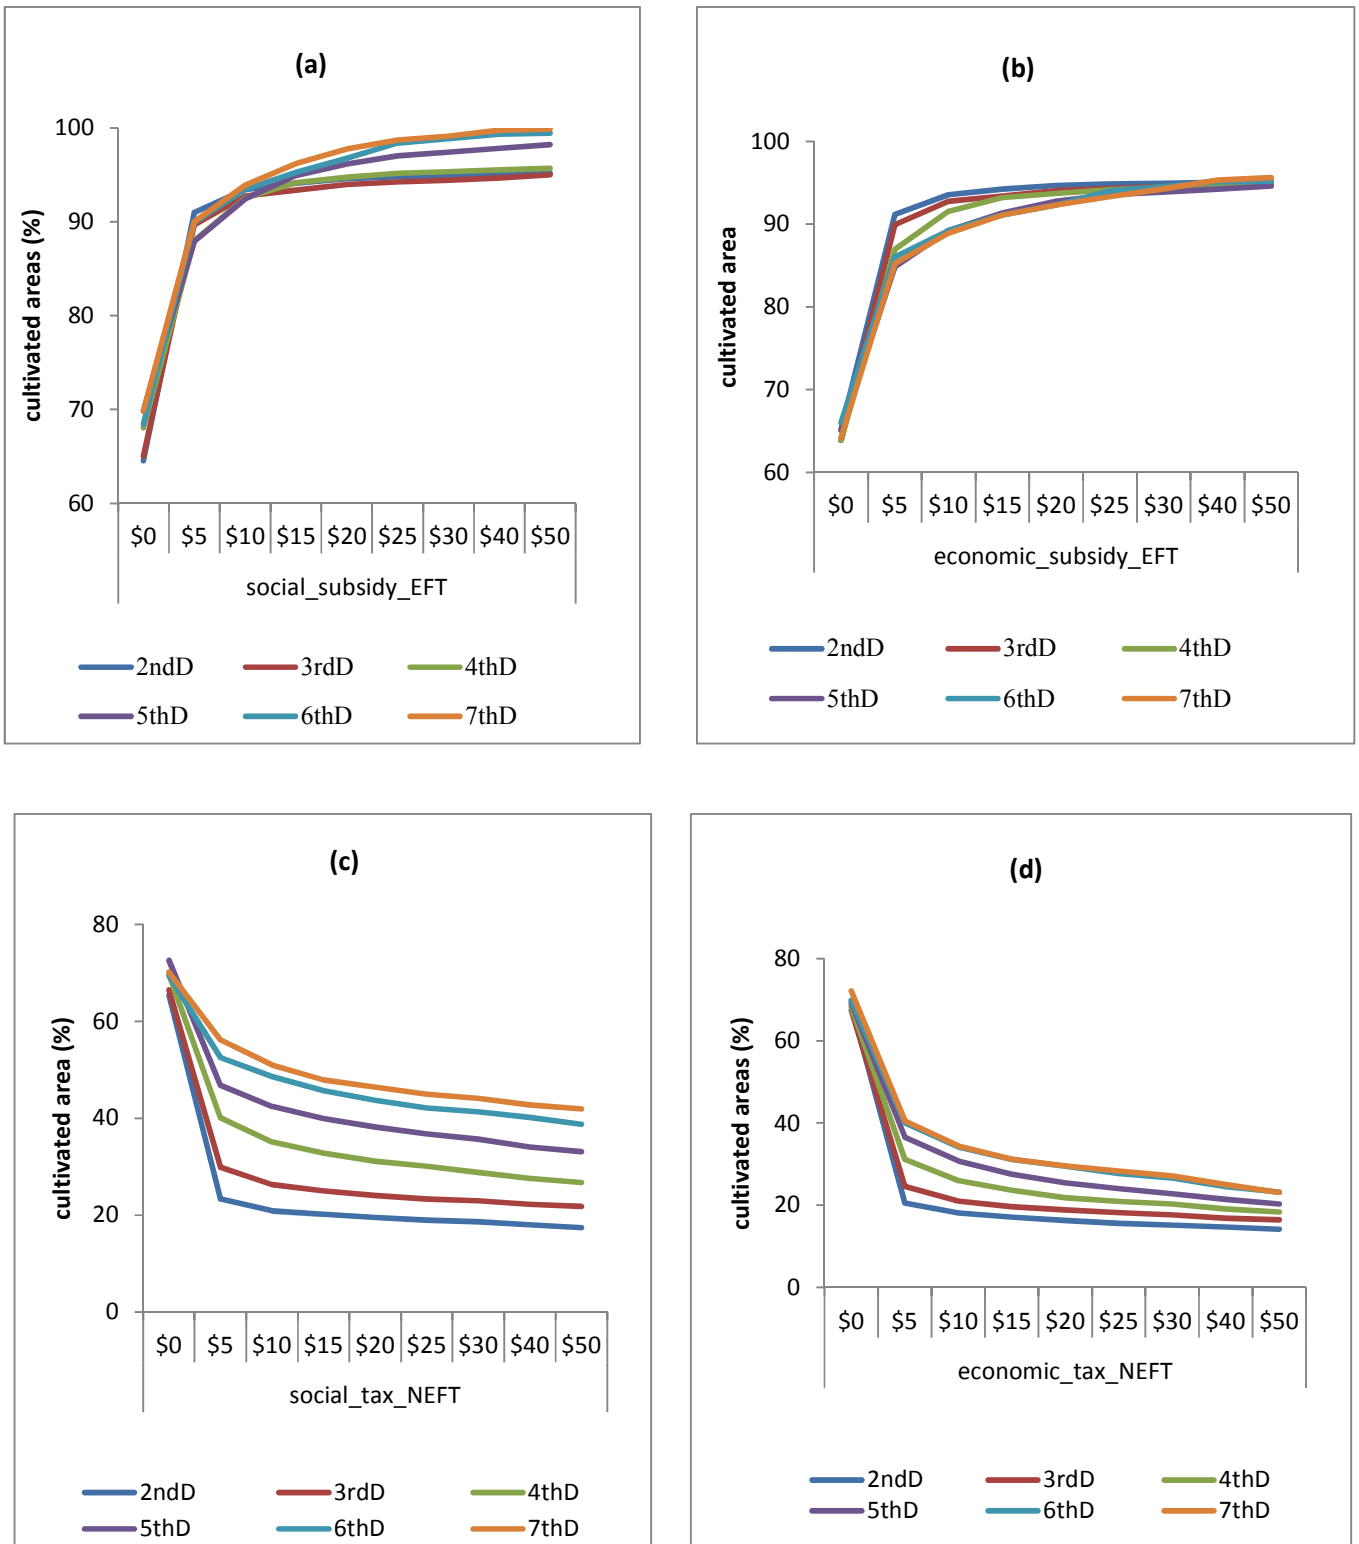 (a)
cultivated areas (%)
100
90
80
70
60
$0 $5 $10 $15 $20 $25 $30 $40 $50
social_subsidy_EFT
2ndD 3rdD 4thD
5thD 6thD 7thD
(b)
cultivated area
100
90
80
70
60
$0 $5 $10 $15 $20 $25 $30 $40 $50
economic_subsidy_EFT
2ndD 3rdD 4thD
5thD 6thD 7thD
(c)
cultivated area (%)
80
60
40
20
0
$0 $5 $10 $15 $20 $25 $30 $40 $50
social_tax_NEFT
2ndD 3rdD 4thD
5thD 6thD 7thD
(d)
cultivated areas (%)
80
60
40
20
0
$0 $5 $10 $15 $20 $25 $30 $40 $50
economic_tax_NEFT
2ndD 3rdD 4thD
5thD 6thD 7thD